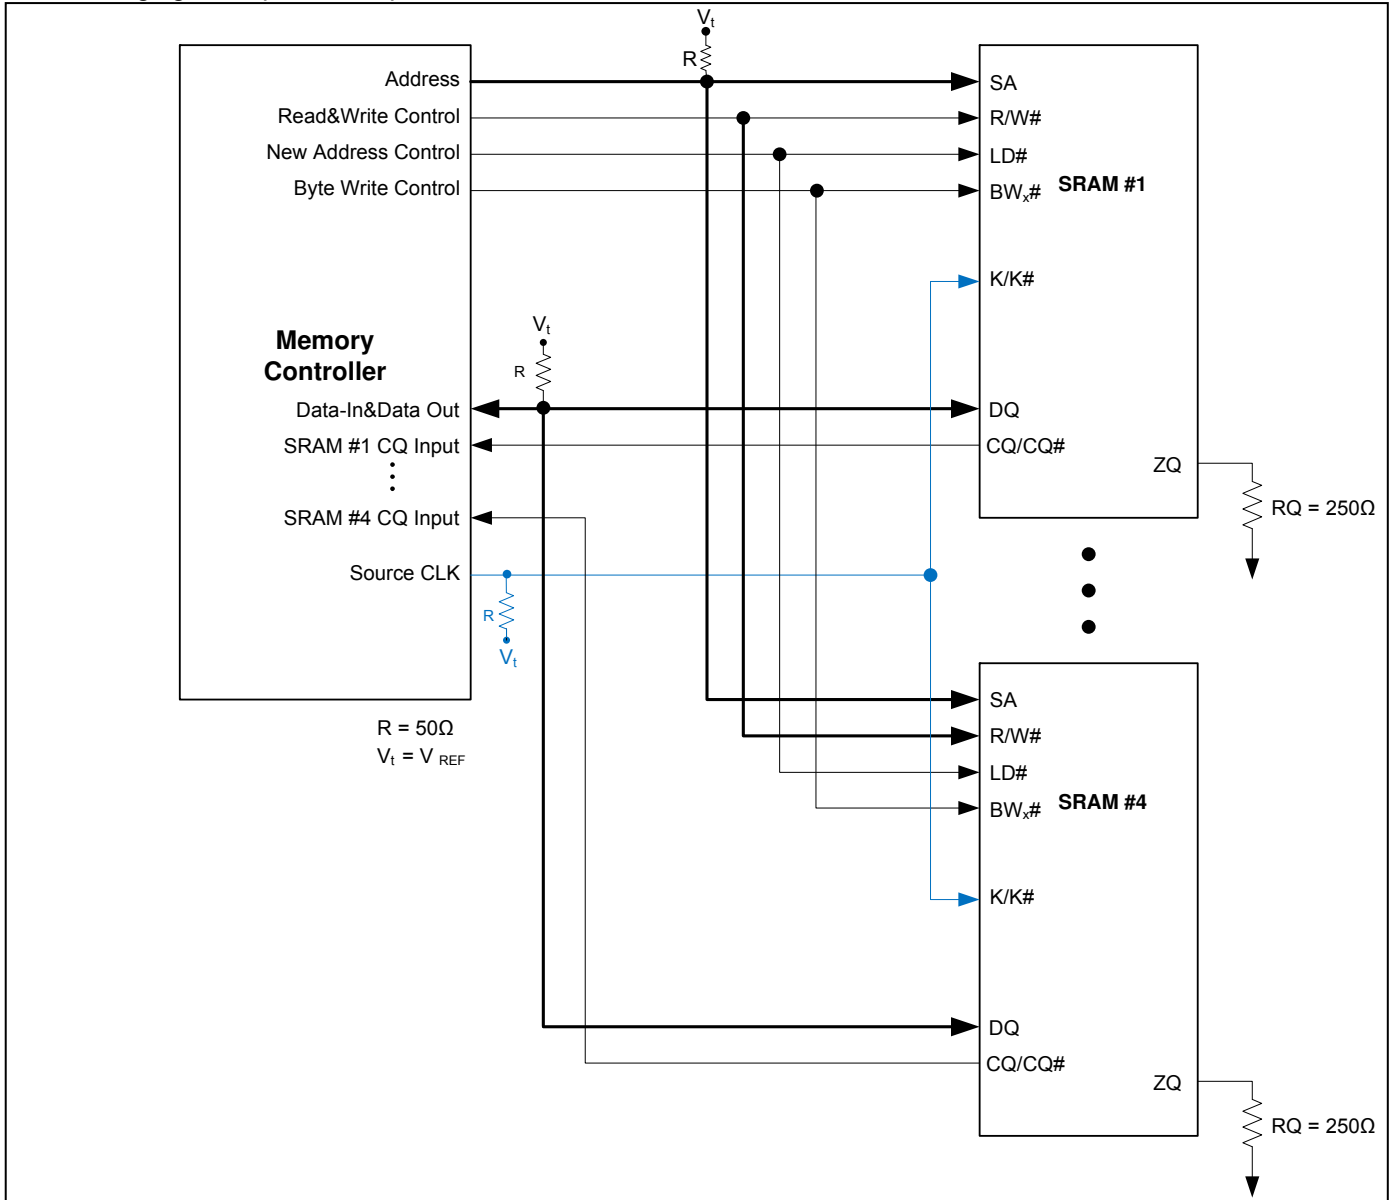 Vt
R
Address
Read&Write Control
New Address Control
Byte Write Control
SA
R/W#
LD#
BWx#
SRAM #1
K/K#
Vt
R
Memory
Controller
Data-In&Data Out
SRAM #1 CQ Input
SRAM #4 CQ Input
Source CLK
DQ
CQ/CQ#
ZQ
RQ = 250Ω
R
Vt
R = 50Ω
Vt = V REF
SA
R/W#
LD#
BWx#
SRAM #4
K/K#
DQ
CQ/CQ#
ZQ
RQ = 250Ω